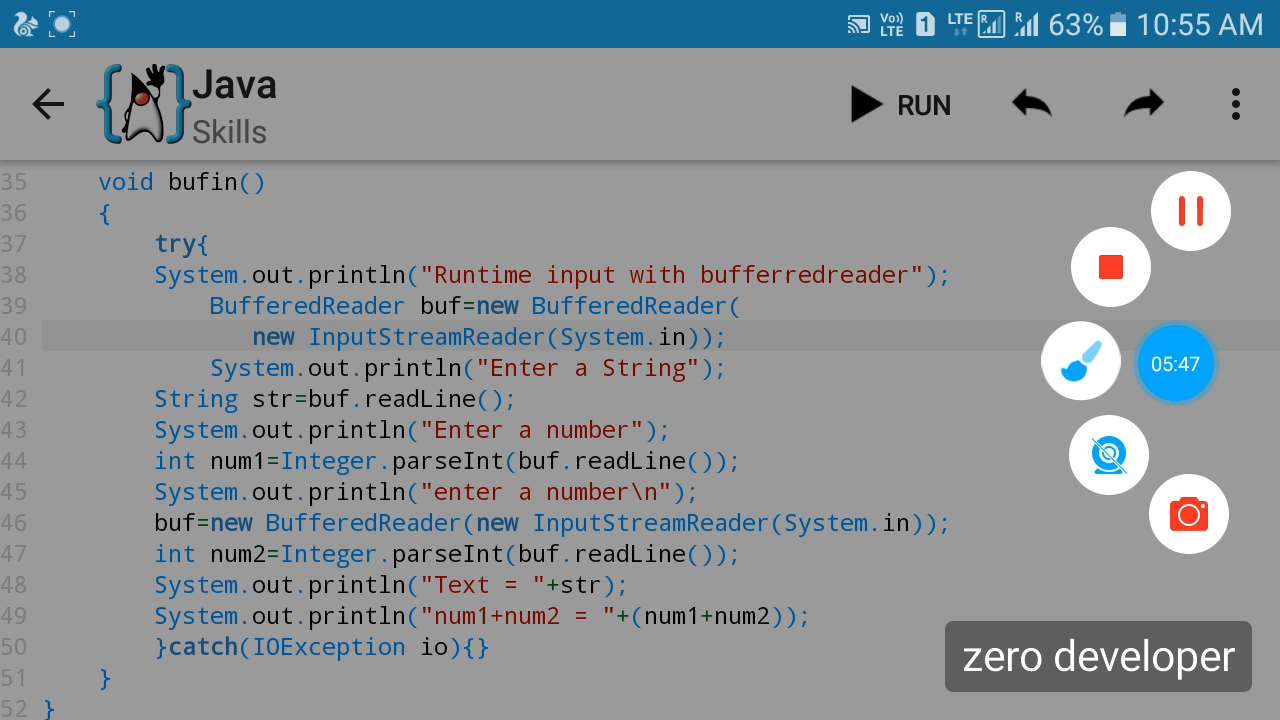 Vo))
LTE
1
LTE
R
R
63%
10:55 AM
Java
Skills
RUN
35 void bufin()
36 {
37 try{
38 System.out.println("Runtime input with bufferredreader");
39 BufferedReader buf=new BufferedReader(
40 new InputStreamReader(System.in));
41 System.out.println("Enter a String");
42 String str=buf.readLine();
43 System.out.println("Enter a number");
44 int num1=Integer.parseInt(buf.readLine());
45 System.out.println("enter a number\n");
46 buf=new BufferedReader(new InputStreamReader(System.in));
47 int num2=Integer.parseInt(buf.readLine());
48 System.out.println("Text = "+str);
49 System.out.println("num1+num2 = "+(num1+num2));
50 }catch(IOException io){}
51 }
52 }
05:47
zero developer